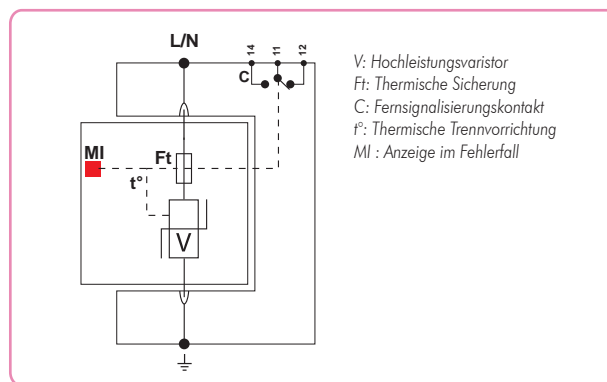 L/N
14
11
12
C
MI
Ft
t°
V
V: Hochleistungsvaristor
Ft: Thermische Sicherung
C: Fernsignalisierungskontakt
t°: Thermische Trennvorrichtung
MI : Anzeige im Fehlerfall